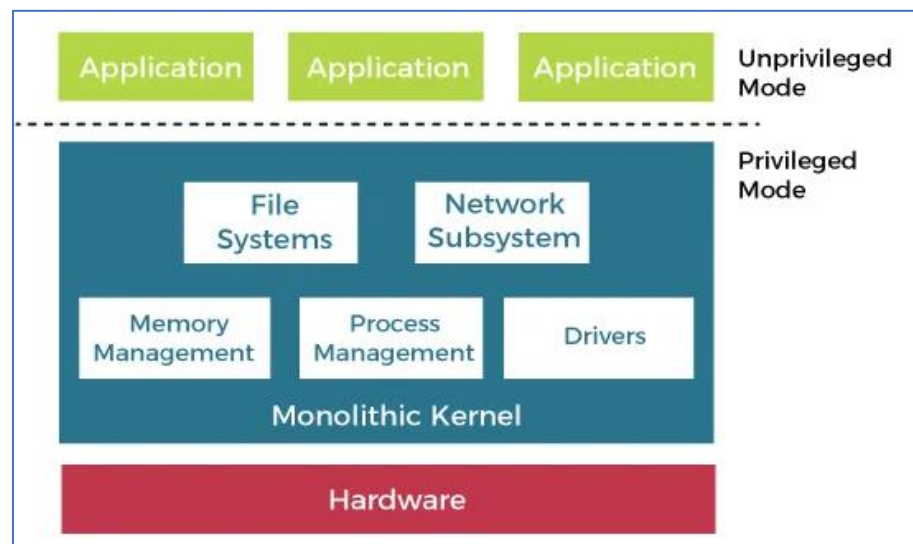 Application
Application
Application
Unprivileged
Mode
Privileged
Mode
File
Systems
Network
Subsystem
Memory
Management
Process
Management
Drivers
Monolithic Kernel
Hardware